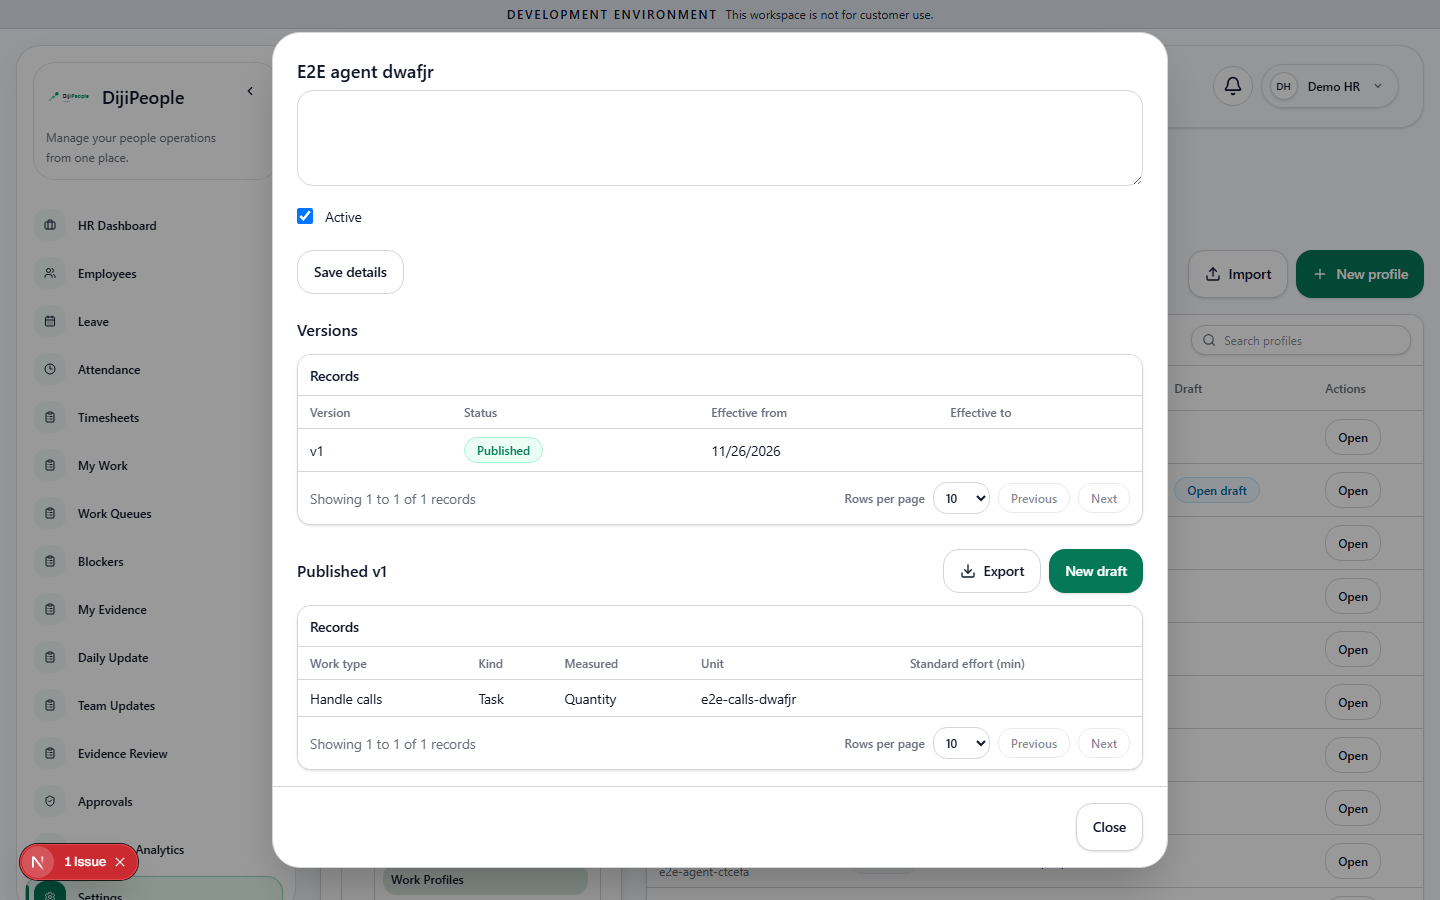 DEVELOPMENT ENVIRONMENT This workspace is not for customer use.
DijiPeople
DijiPeople
Manage your people operations
from one place.
HR Dashboard
Employees
Leave
Attendance
Timesheets
My Work
Work Queues
Blockers
My Evidence
Daily Update
Team Updates
Evidence Review
Approvals
Analytics
Settings
N 1 Issue
E2E agent dwafjr
Active
Save details
Versions
Records
Version Status Effective from Effective to
v1 Published 11/26/2026
Showing 1 to 1 of 1 records Rows per page 10 Previous Next
Published v1 Export New draft
Records
Work type Kind Measured Unit Standard effort (min)
Handle calls Task Quantity e2e-calls-dwafjr
Showing 1 to 1 of 1 records Rows per page 10 Previous Next
Close
DH Demo HR
Import New profile
Search profiles
Draft Actions
Open
Open draft Open
Open
Open
Open
Open
Open
Open
Open
Work Profiles
e2e-agent-ctcefa